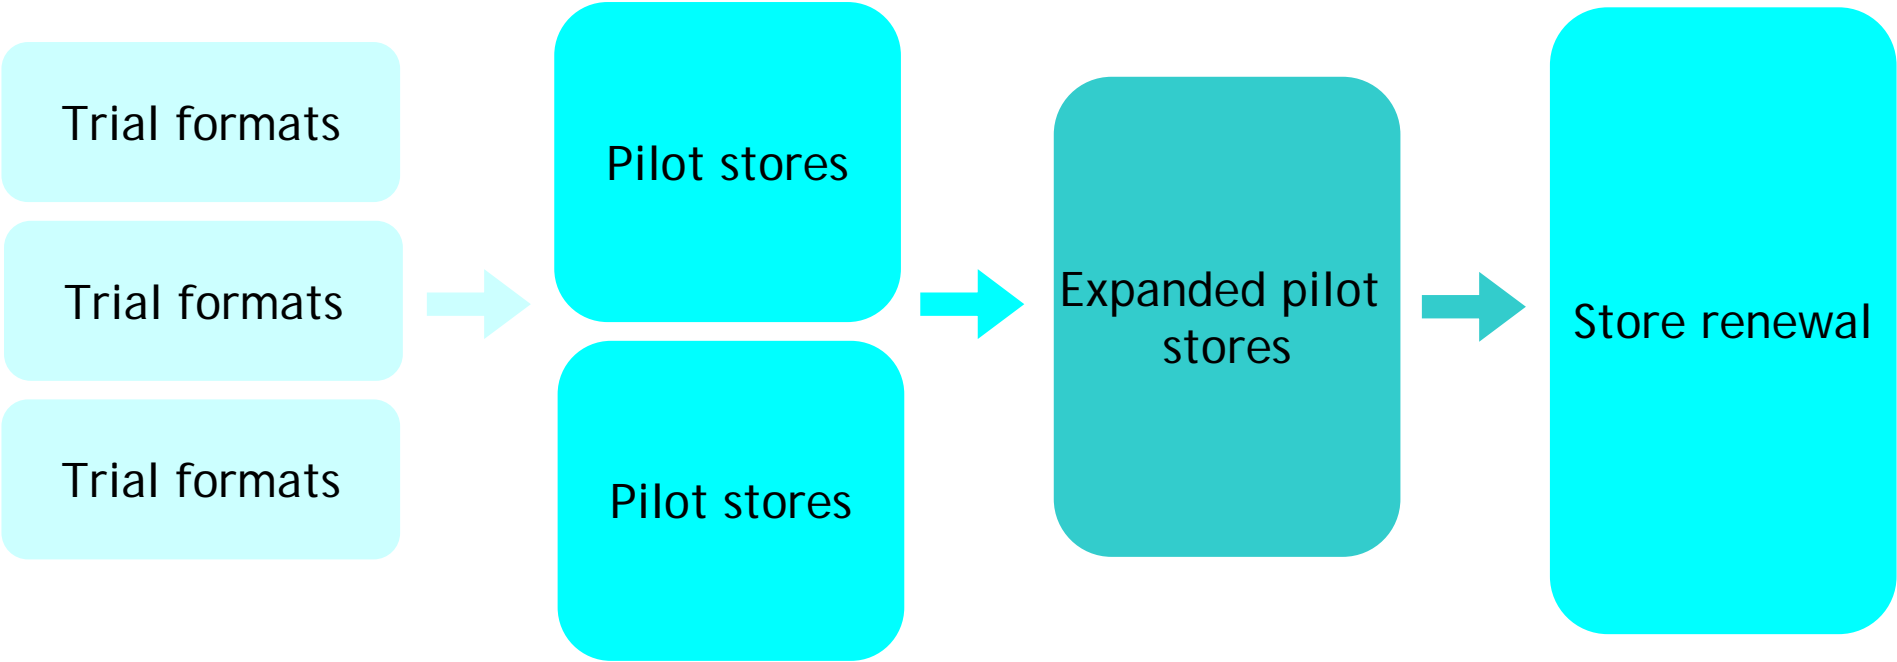 Trial formats
Trial formats
Trial formats
Pilot stores
Pilot stores
Expanded pilot
stores
Store renewal